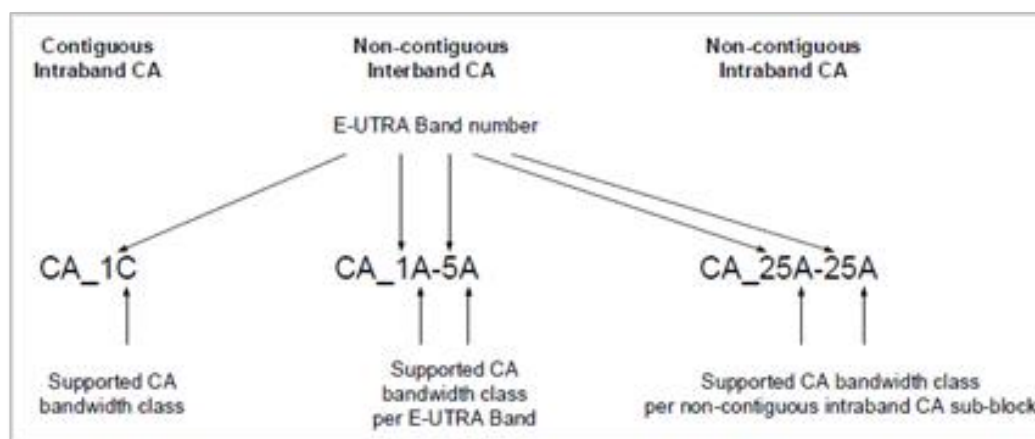 Contiguous
Intraband CA
Non-contiguous
Interband CA
Non-contiguous
Intraband CA
E-UTRA Band number
CA_1C
CA_1A-5A
CA_25A-25A
Supported CA
bandwidth class
Supported CA
bandwidth class
per E-UTRA Band
Supported CA bandwidth class
per non-contiguous intraband CA sub-block